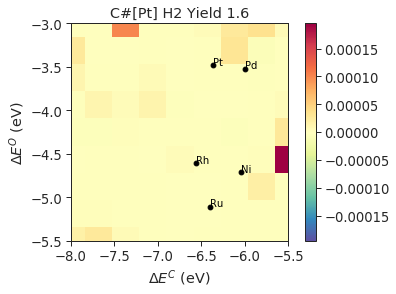 C#[Pt] H2 Yield 1.6
−3.0
−3.5
−4.0
−4.5
−5.0
−5.5
ΔE^O (eV)
Pt
Pd
Rh
Ni
Ru
−8.0 −7.5 −7.0 −6.5 −6.0 −5.5
ΔE^C (eV)
0.00015
0.00010
0.00005
0.00000
−0.00005
−0.00010
−0.00015